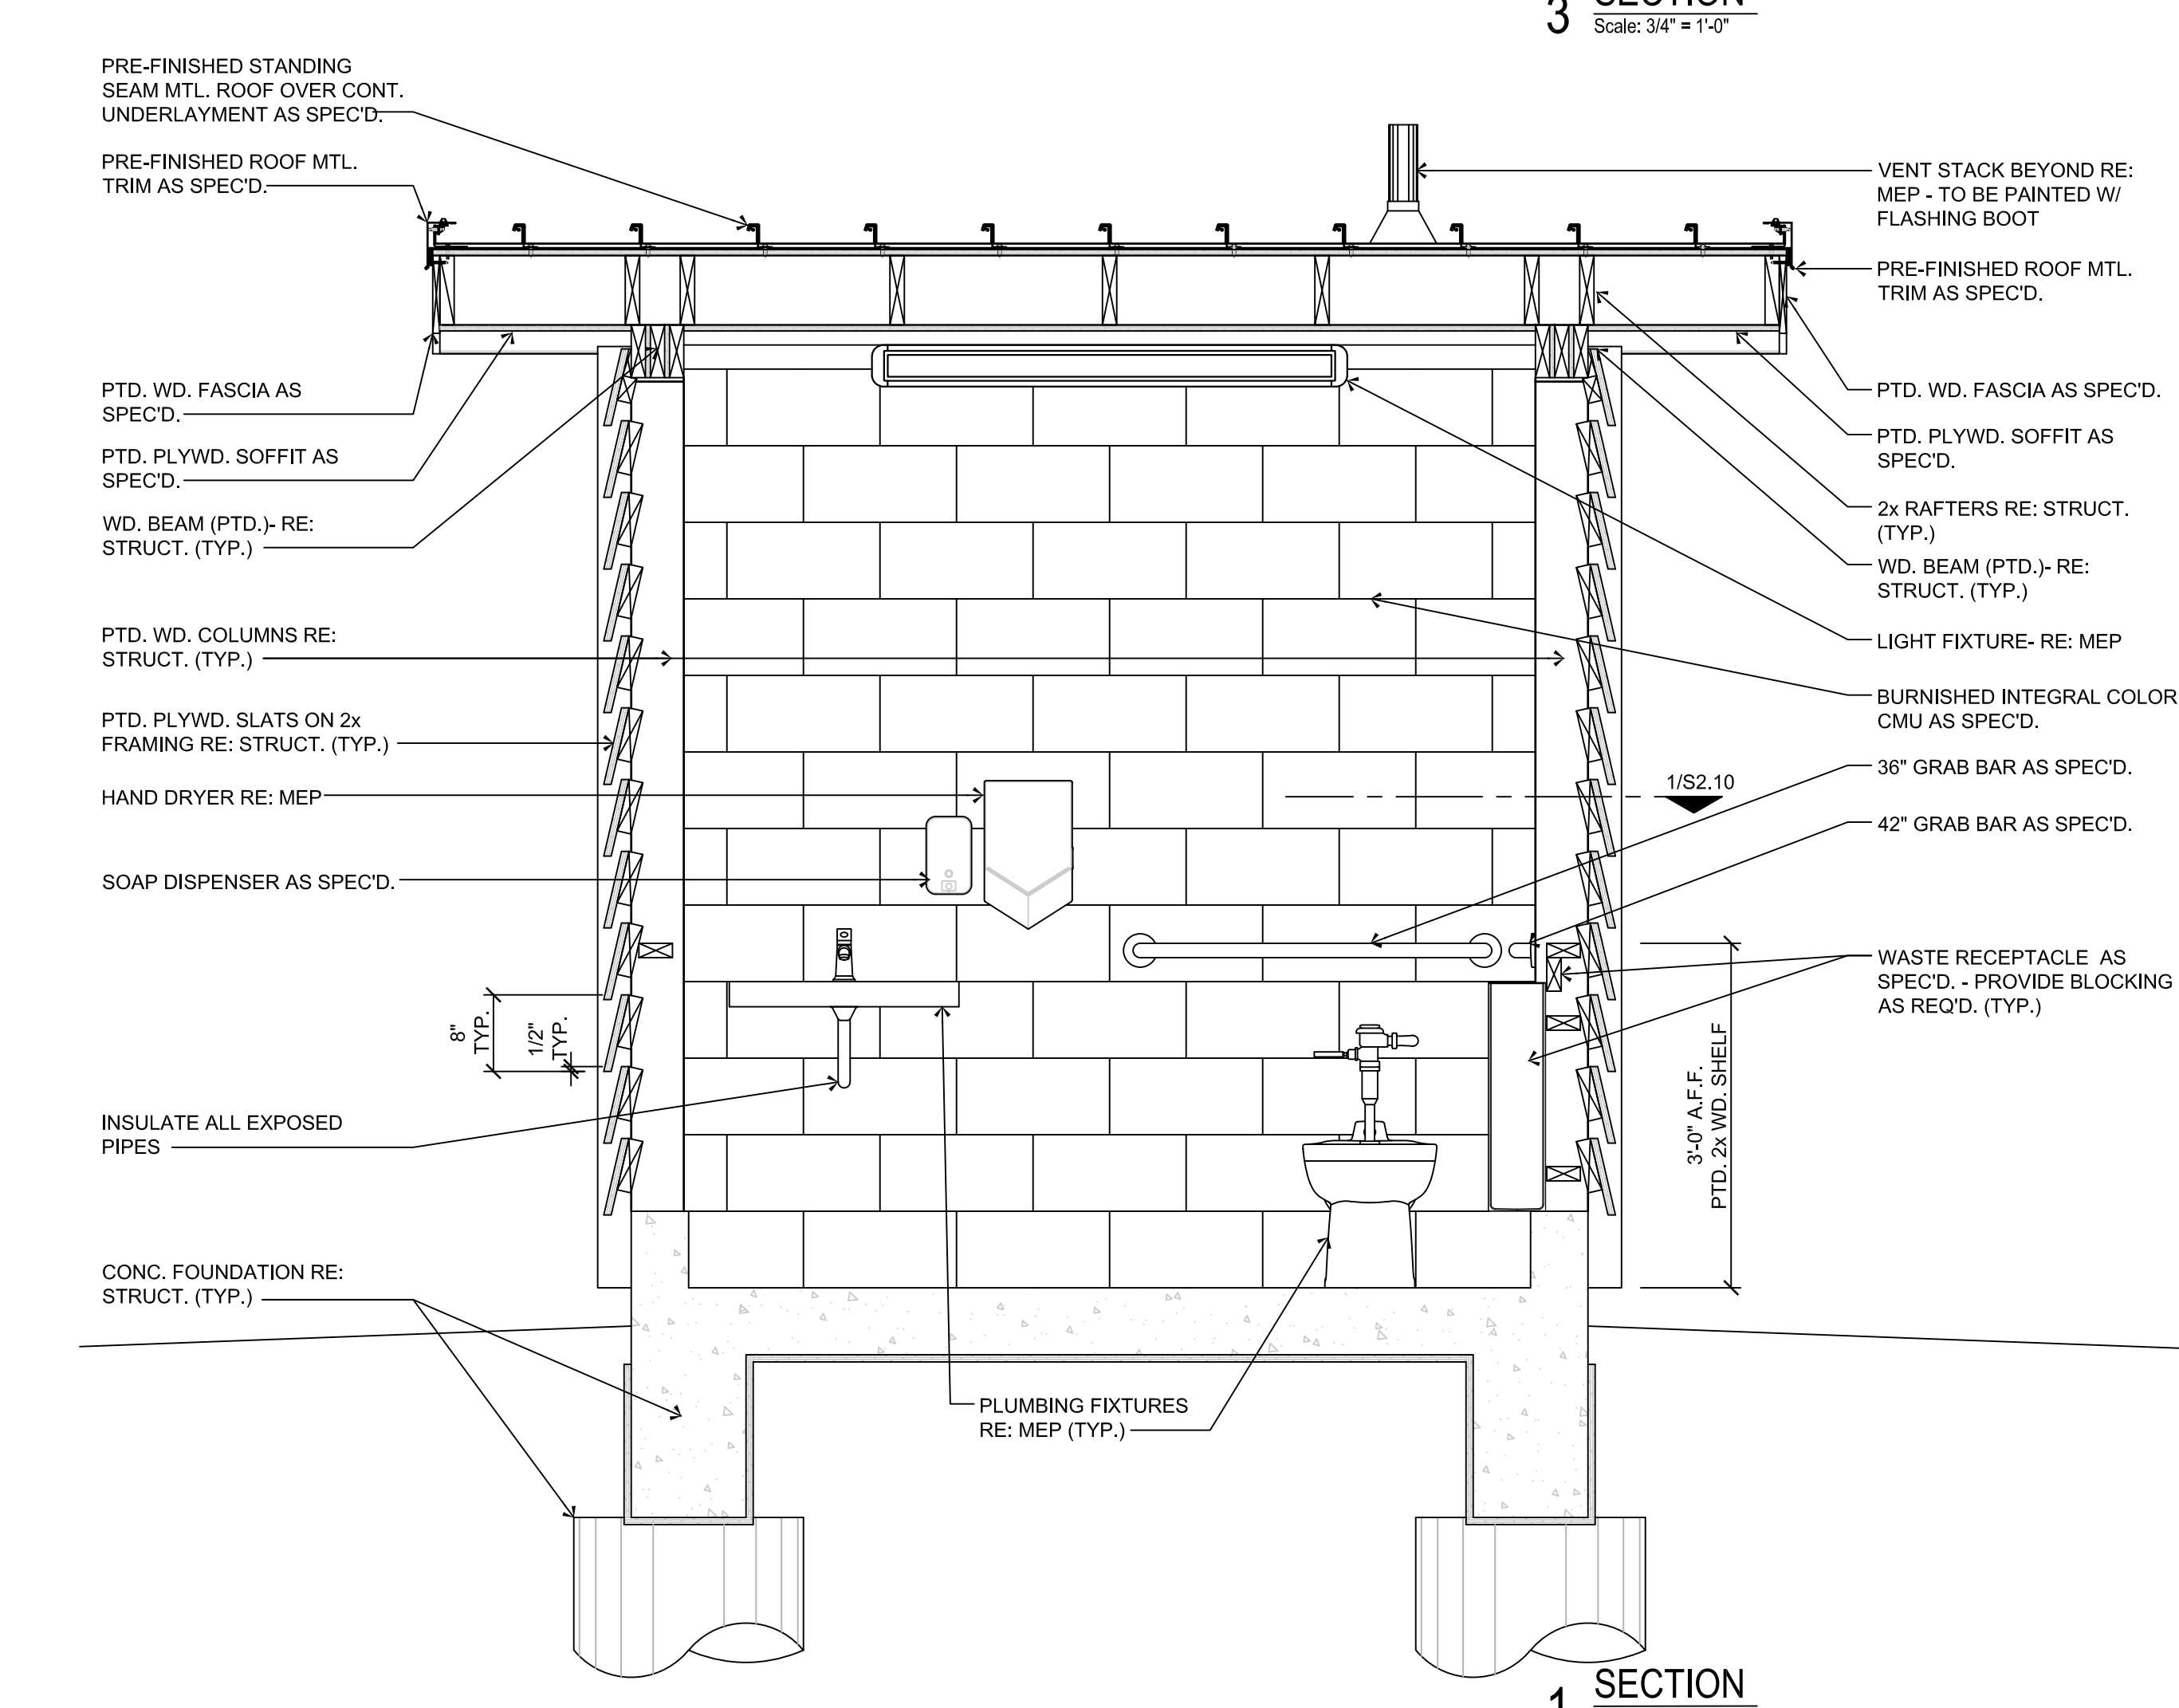 3 SECTION
Scale: 3/4" = 1'-0"
PRE-FINISHED STANDING
SEAM MTL. ROOF OVER CONT.
UNDERLAYMENT AS SPEC'D.
PRE-FINISHED ROOF MTL.
TRIM AS SPEC'D.
PTD. WD. FASCIA AS
SPEC'D.
PTD. PLYWD. SOFFIT AS
SPEC'D.
WD. BEAM (PTD.)- RE:
STRUCT. (TYP.)
PTD. WD. COLUMNS RE:
STRUCT. (TYP.)
PTD. PLYWD. SLATS ON 2x
FRAMING RE: STRUCT. (TYP.)
HAND DRYER RE: MEP
SOAP DISPENSER AS SPEC'D.
8"
TYP.
1/2"
TYP.
INSULATE ALL EXPOSED
PIPES
CONC. FOUNDATION RE:
STRUCT. (TYP.)
PLUMBING FIXTURES
RE: MEP (TYP.)
VENT STACK BEYOND RE:
MEP - TO BE PAINTED W/
FLASHING BOOT
PRE-FINISHED ROOF MTL.
TRIM AS SPEC'D.
PTD. WD. FASCIA AS SPEC'D.
PTD. PLYWD. SOFFIT AS
SPEC'D.
2x RAFTERS RE: STRUCT.
(TYP.)
WD. BEAM (PTD.)- RE:
STRUCT. (TYP.)
LIGHT FIXTURE- RE: MEP
BURNISHED INTEGRAL COLOR
CMU AS SPEC'D.
36" GRAB BAR AS SPEC'D.
1/S2.10
42" GRAB BAR AS SPEC'D.
WASTE RECEPTACLE AS
SPEC'D. - PROVIDE BLOCKING
AS REQ'D. (TYP.)
3'-0" A.F.F.
PTD. 2x WD. SHELF
1 SECTION